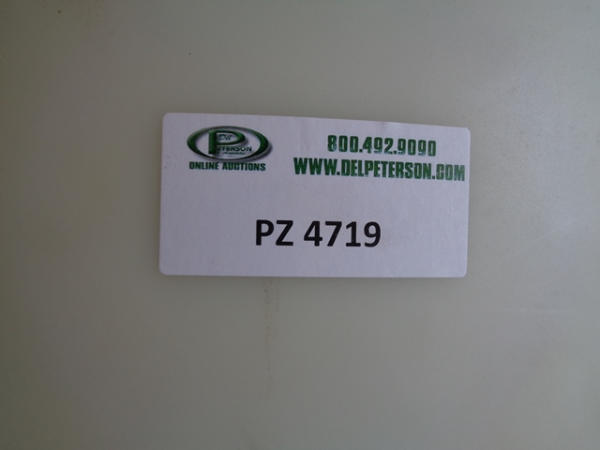 PETERSON
ONLINE AUCTIONS
800.492.9090
WWW.DELPETERSON.COM
PZ 4719